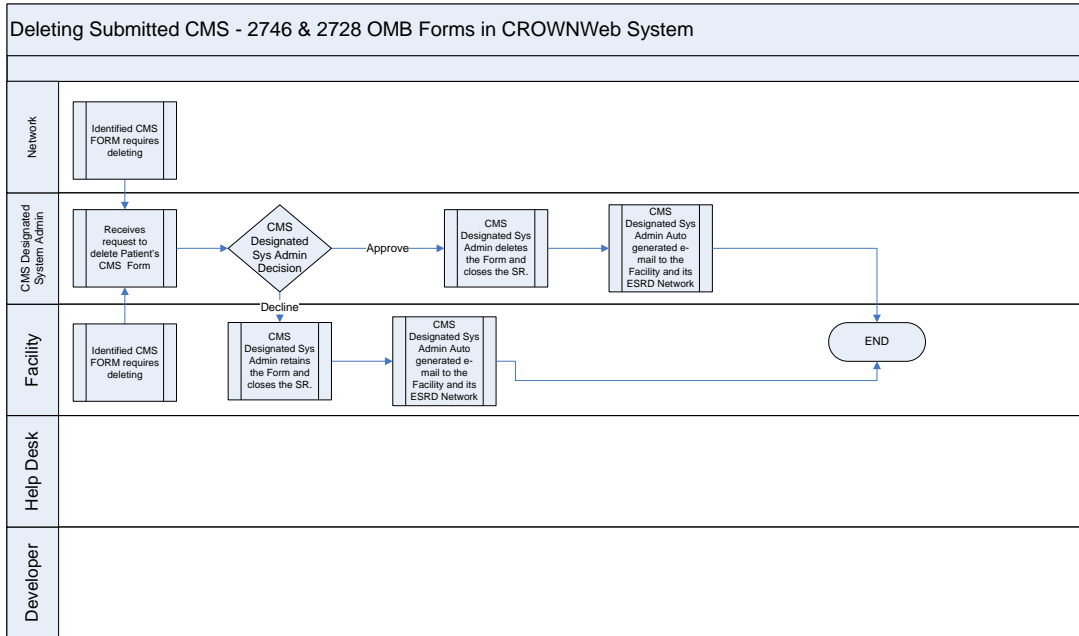 Deleting Submitted CMS - 2746 & 2728 OMB Forms in CROWNWeb System
Network
Identified CMS
FORM requires
deleting
CMS Designated
System Admin
Receives
request to
delete Patient's
CMS Form
CMS
Designated
Sys Admin
Decision
Approve
CMS
Designated Sys
Admin deletes
the Form and
closes the SR.
CMS
Designated Sys
Admin Auto
generated e-
mail to the
Facility and its
ESRD Network
Decline
Facility
Identified CMS
FORM requires
deleting
CMS
Designated Sys
Admin retains
the Form and
closes the SR.
CMS
Designated Sys
Admin Auto
generated e-
mail to the
Facility and its
ESRD Network
END
Help Desk
Developer